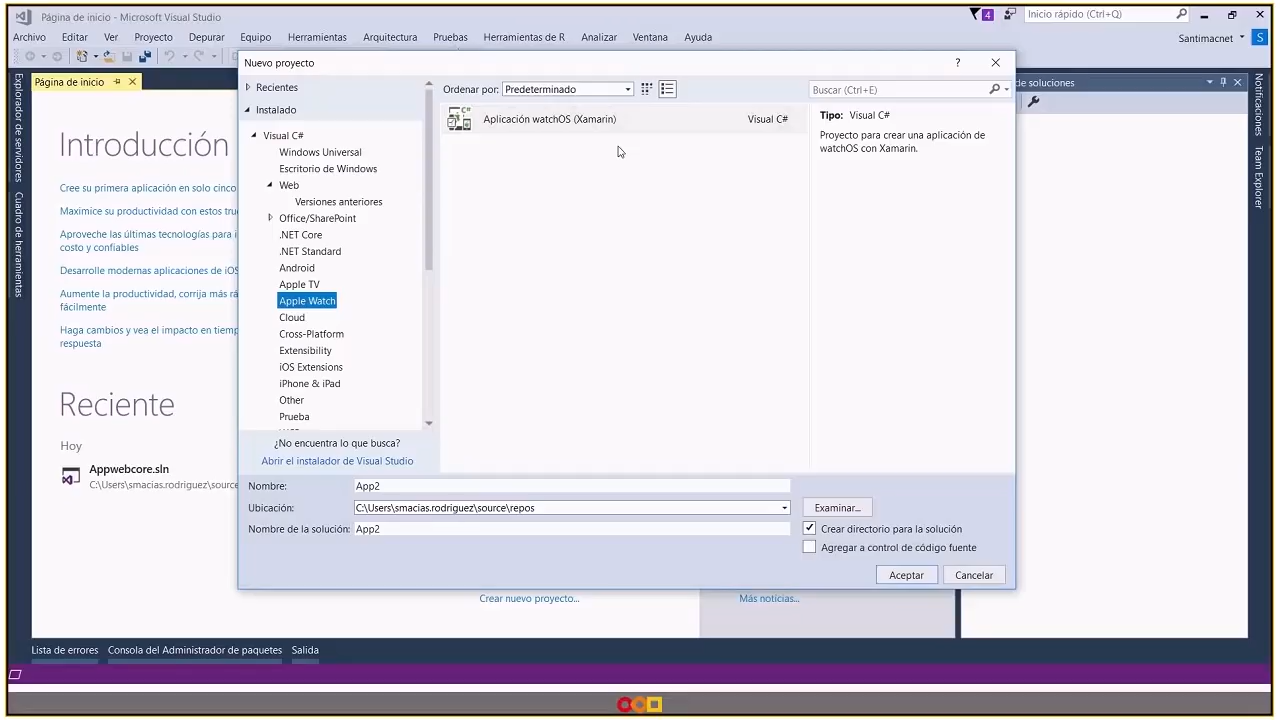 Página de inicio - Microsoft Visual Studio
4
Inicio rápido (Ctrl+Q)
Archivo Editar Ver Proyecto Depurar Equipo Herramientas Arquitectura Pruebas Herramientas de R Analizar Ventana Ayuda
Santimacnet
S
Explorador de servidores
Cuadro de herramientas
Página de inicio
Introducción
Cree su primera aplicación en solo cinco
Maximice su productividad con estos tru
Aproveche las últimas tecnologías para
costo y confiables
Desarrolle modernas aplicaciones de iOS
Aumente la productividad, corrija más rá
fácilmente
Haga cambios y vea el impacto en tiemp
respuesta
Reciente
Hoy
Appwebcore.sln
C:\Users\smacias.rodriguez\source
Nuevo proyecto
?
Recientes
Instalado
Visual C#
Windows Universal
Escritorio de Windows
Web
Versiones anteriores
Office/SharePoint
.NET Core
.NET Standard
Android
Apple TV
Apple Watch
Cloud
Cross-Platform
Extensibility
iOS Extensions
iPhone & iPad
Other
Prueba
¿No encuentra lo que busca?
Abrir el instalador de Visual Studio
Ordenar por: Predeterminado
Aplicación watchOS (Xamarin) Visual C#
Buscar (Ctrl+E)
Tipo: Visual C#
Proyecto para crear una aplicación de
watchOS con Xamarin.
Nombre: App2
Ubicación: C:\Users\smacias.rodriguez\source\repos
Examinar...
Nombre de la solución: App2
Crear directorio para la solución
Agregar a control de código fuente
Aceptar Cancelar
Crear nuevo proyecto...
Más noticias...
de soluciones
Notificaciones
Team Explorer
Lista de errores Consola del Administrador de paquetes Salida